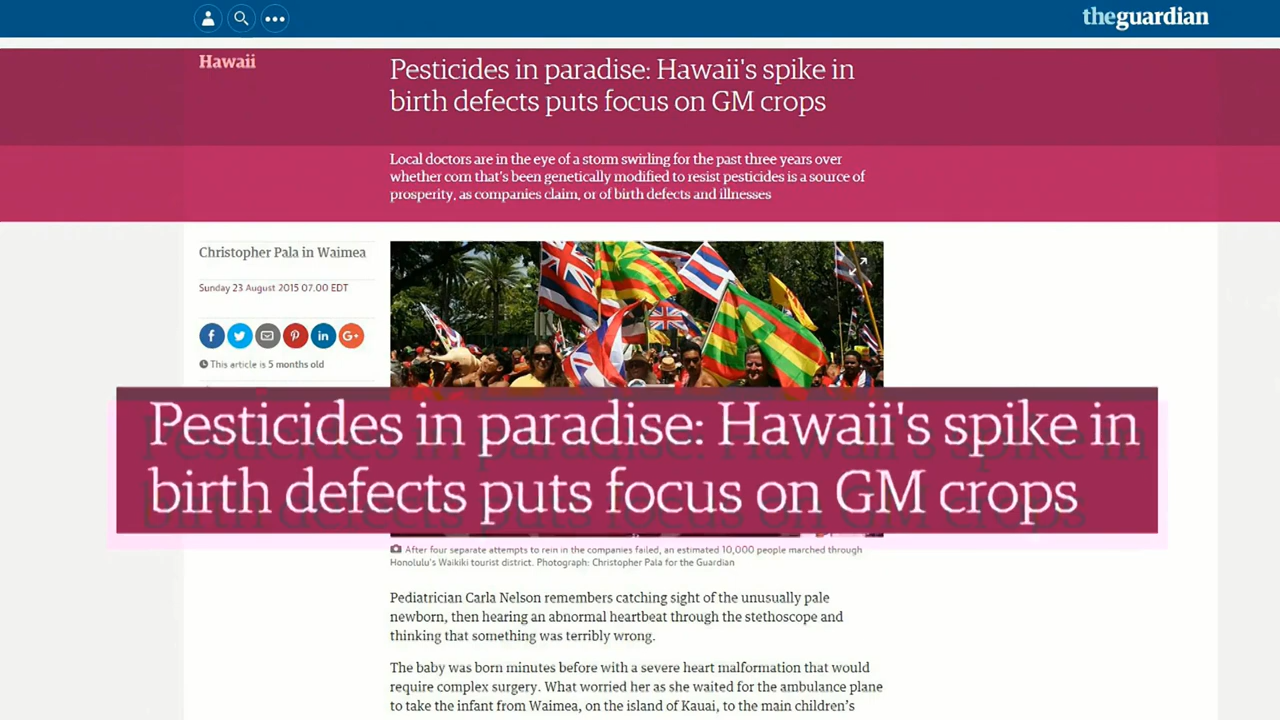 theguardian
Hawaii
Pesticides in paradise: Hawaii's spike in
birth defects puts focus on GM crops
Local doctors are in the eye of a storm swirling for the past three years over
whether corn that's been genetically modified to resist pesticides is a source of
prosperity, as companies claim, or of birth defects and illnesses
Christopher Pala in Waimea
Sunday 23 August 2015 07.00 EDT
This article is 5 months old
Pesticides in paradise: Hawaii's spike in
birth defects puts focus on GM crops
After four separate attempts to rein in the companies failed, an estimated 10,000 people marched through
Honolulu's Waikiki tourist district. Photograph: Christopher Pala for the Guardian
Pediatrician Carla Nelson remembers catching sight of the unusually pale
newborn, then hearing an abnormal heartbeat through the stethoscope and
thinking that something was terribly wrong.
The baby was born minutes before with a severe heart malformation that would
require complex surgery. What worried her as she waited for the ambulance plane
to take the infant from Waimea, on the island of Kauai, to the main children's